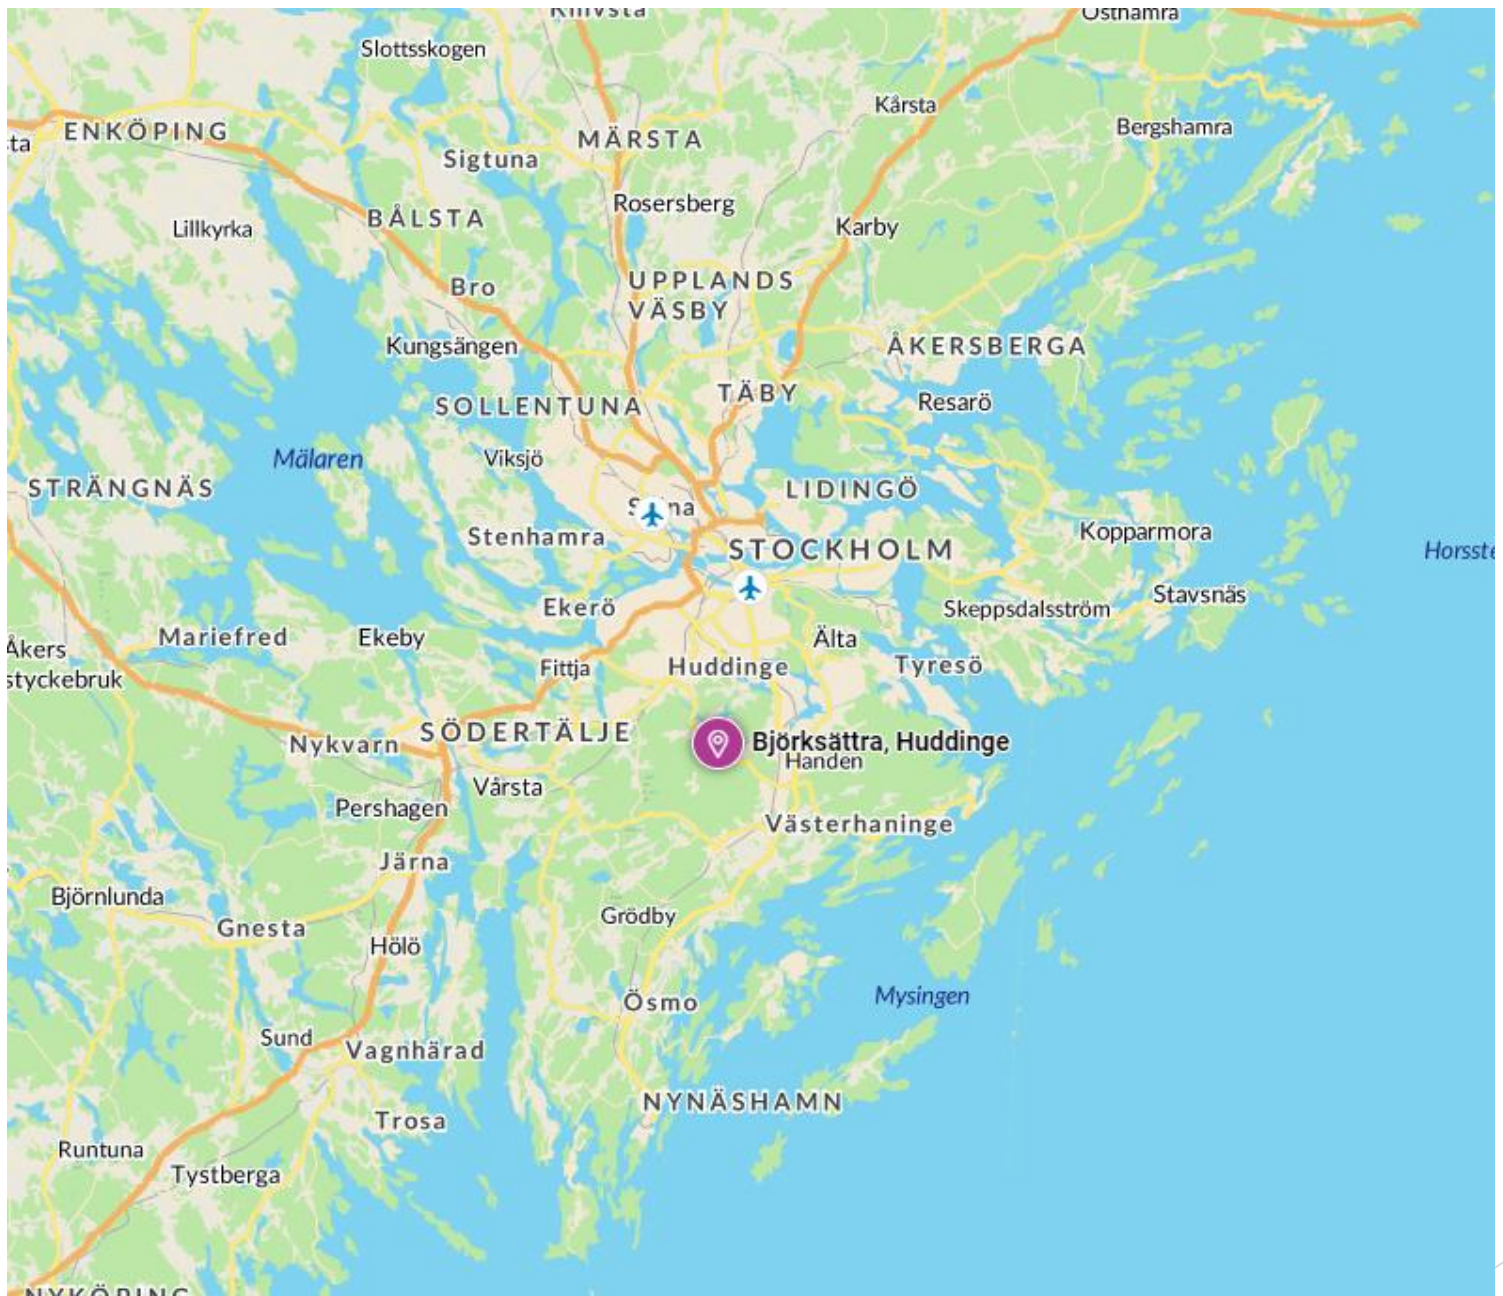 Knivsta
Östhamra
Slottsskogen
Kårsta
Bergshamra
ENKÖPING
sta
MÄRSTA
Sigtuna
Rosersberg
BÅLSTA
Lillkyrka
Karby
UPPLANDS
VÄSBY
Bro
Kungsängen
ÅKERSBERGA
TÄBY
Resarö
SOLLENTUNA
Mälaren
Viksjö
STRÄNGNÄS
LIDINGÖ
Stenhamra
Kopparmora
STOCKHOLM
Horsste
Ekerö
Skeppsdalsström
Stavsnäs
Mariefred
Ekeby
Älta
Åkers
styckebruk
Fittja
Huddinge
Tyresö
SÖDERTÄLJE
Nykvarn
Björksättra, Huddinge
Handen
Vårsta
Pershagen
Västerhaninge
Järna
Björnlunda
Grödby
Gnesta
Hölö
Mysingen
Ösmo
Sund
Vagnhärad
NYNÄSHAMN
Trosa
Runtuna
Tystberga
NYKÖPING